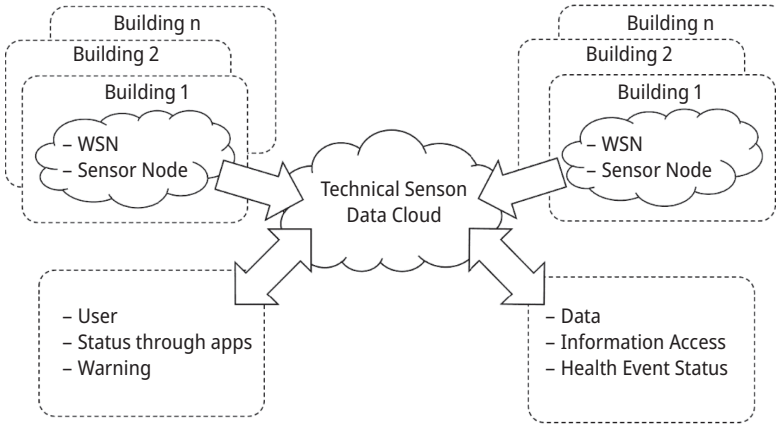 Building n
Building 2
Building 1
– WSN
– Sensor Node
Building n
Building 2
Building 1
– WSN
– Sensor Node
Technical Senson
Data Cloud
– User
– Status through apps
– Warning
– Data
– Information Access
– Health Event Status